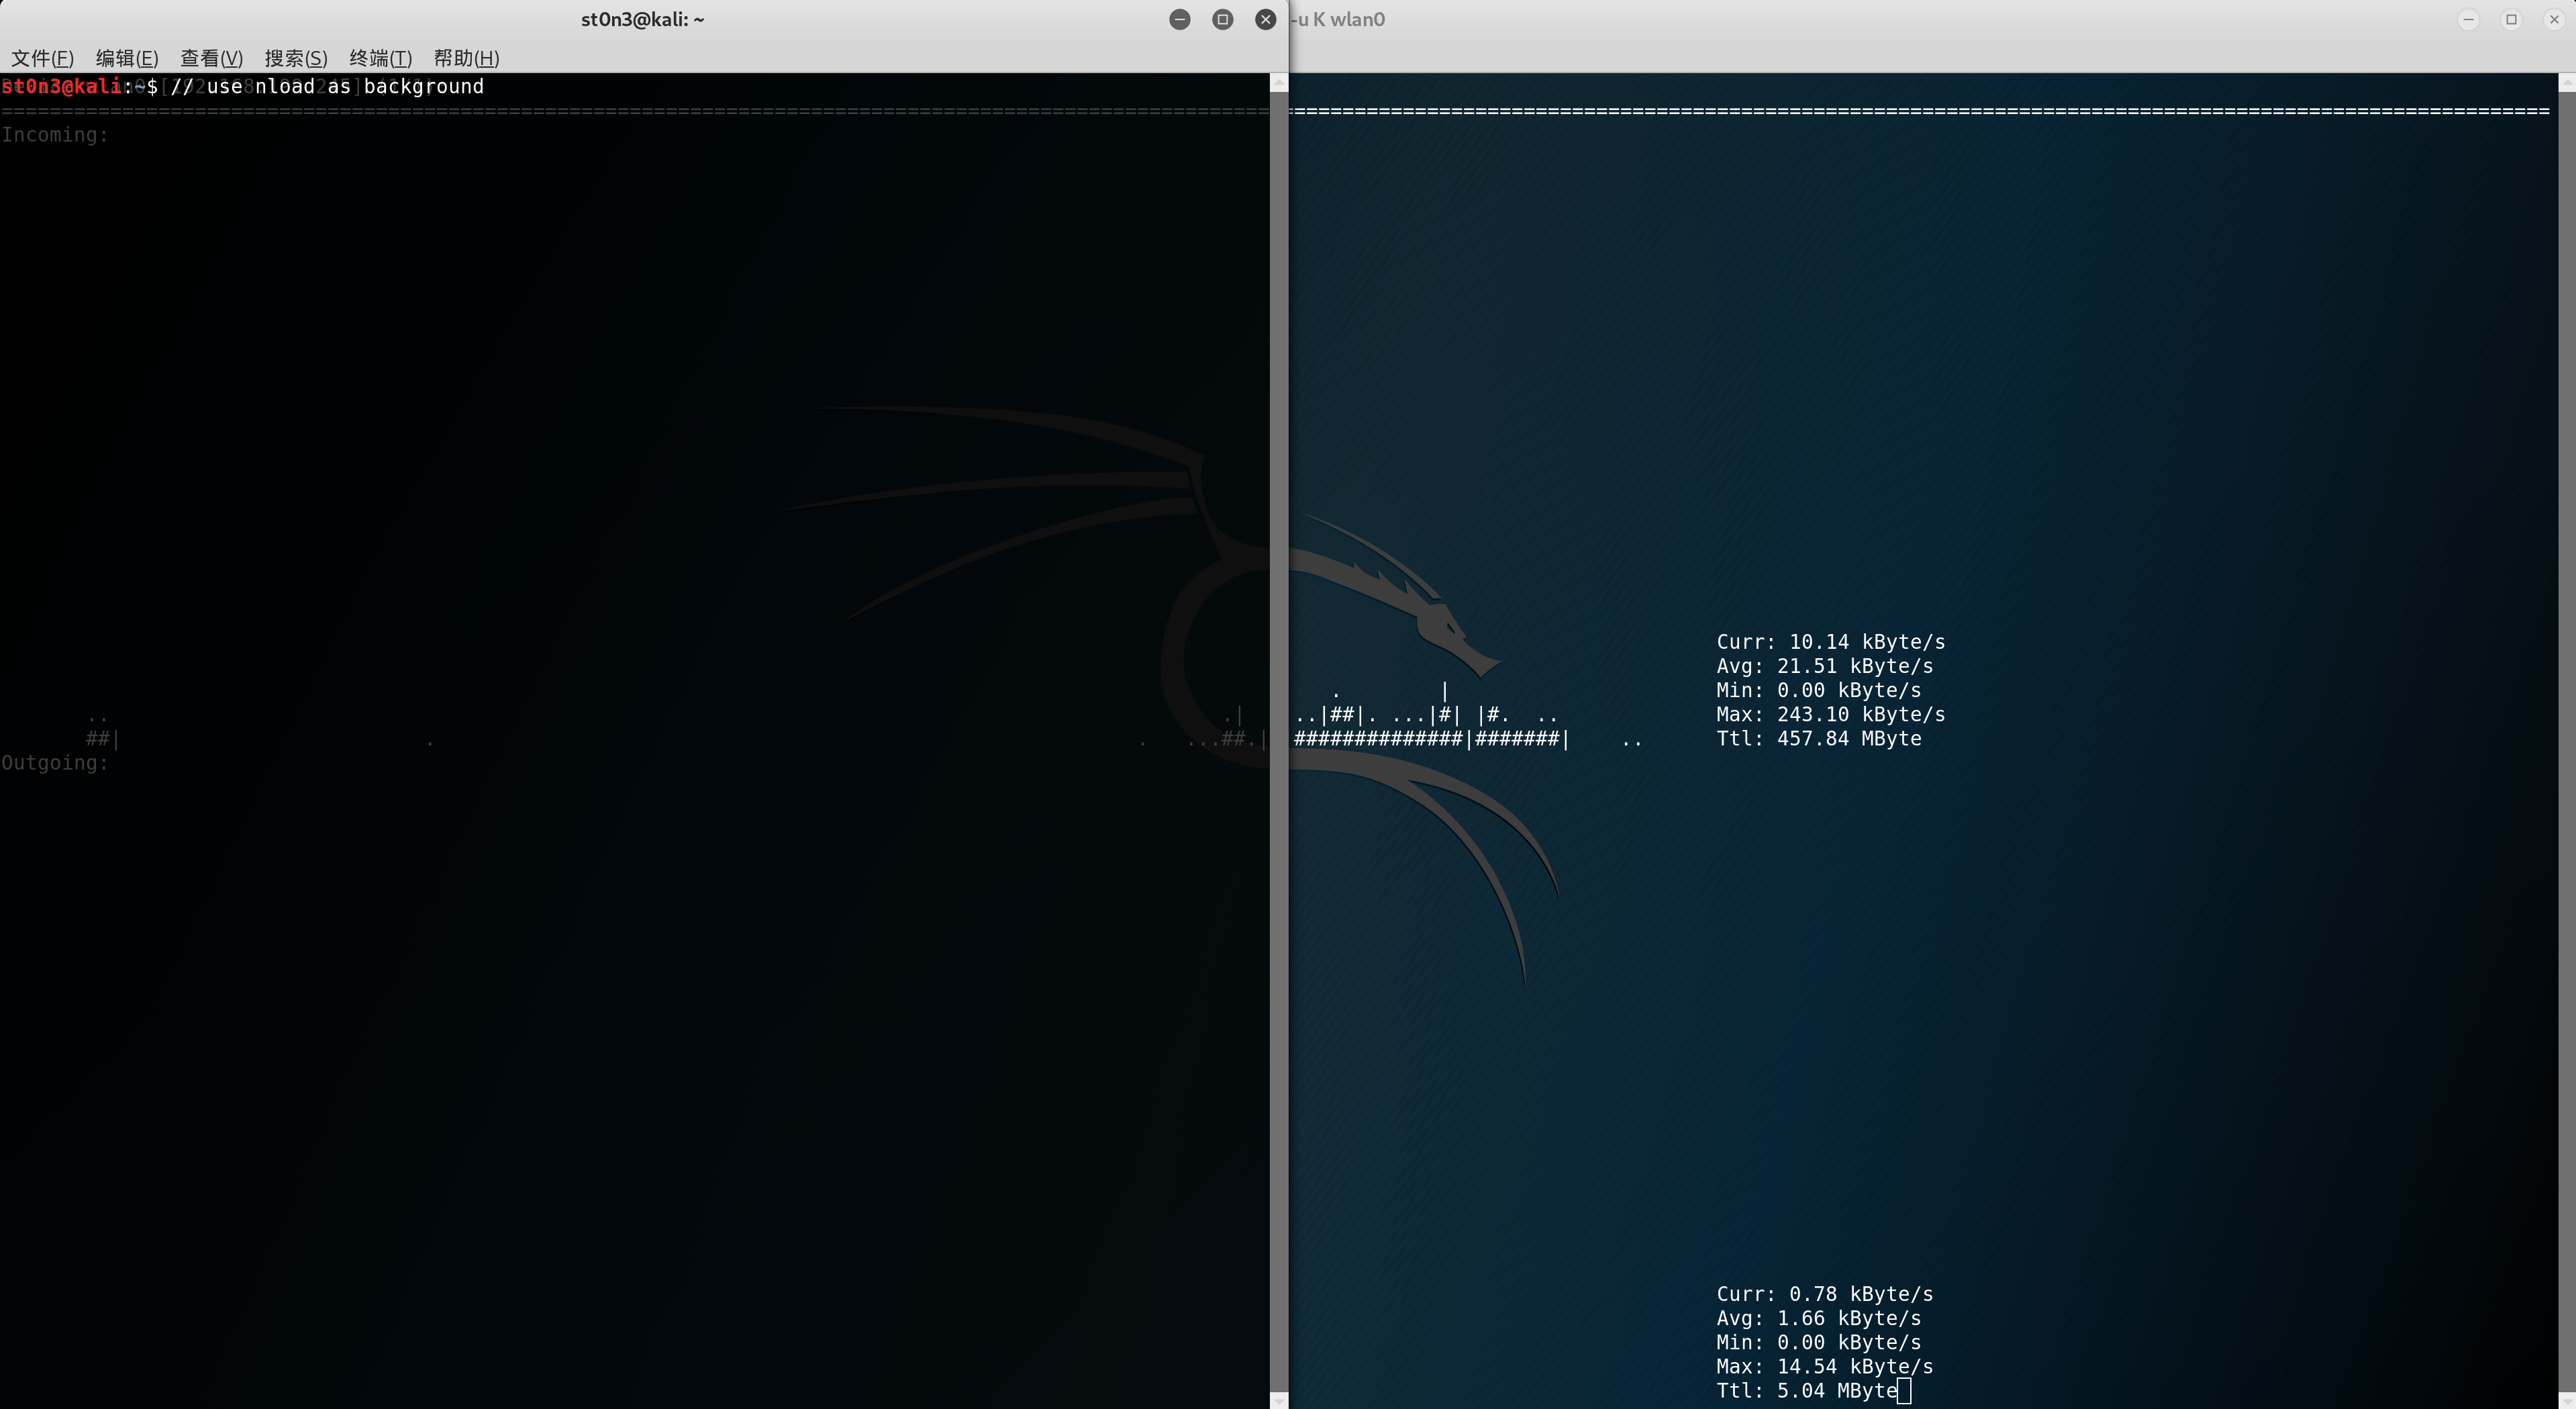 st0n3@kali: ~
-u K wlan0
文件(F) 编辑(E) 查看(V) 搜索(S) 终端(T) 帮助(H)
st0n3@kali:~$ // use nload as background
================================================================================
Incoming:
Curr: 10.14 kByte/s
Avg: 21.51 kByte/s
. | Min: 0.00 kByte/s
.. .| ..|##|. ...|#| |#. .. Max: 243.10 kByte/s
##| . . ...##.| ##############|#######| .. Ttl: 457.84 MByte
Outgoing:
Curr: 0.78 kByte/s
Avg: 1.66 kByte/s
Min: 0.00 kByte/s
Max: 14.54 kByte/s
Ttl: 5.04 MByte